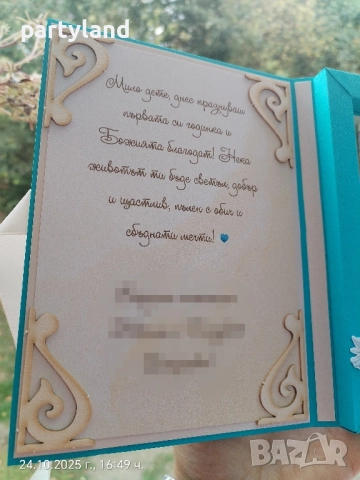 partyland
Мило дете, днес празнуваш
първата си годинка и
Божията благодат! Нека
животът ти бъде светъл, добър
и щастлив, пълен с обич и
сбъднати мечти!
24.10.2025 г., 16:49 ч.
BAZAR